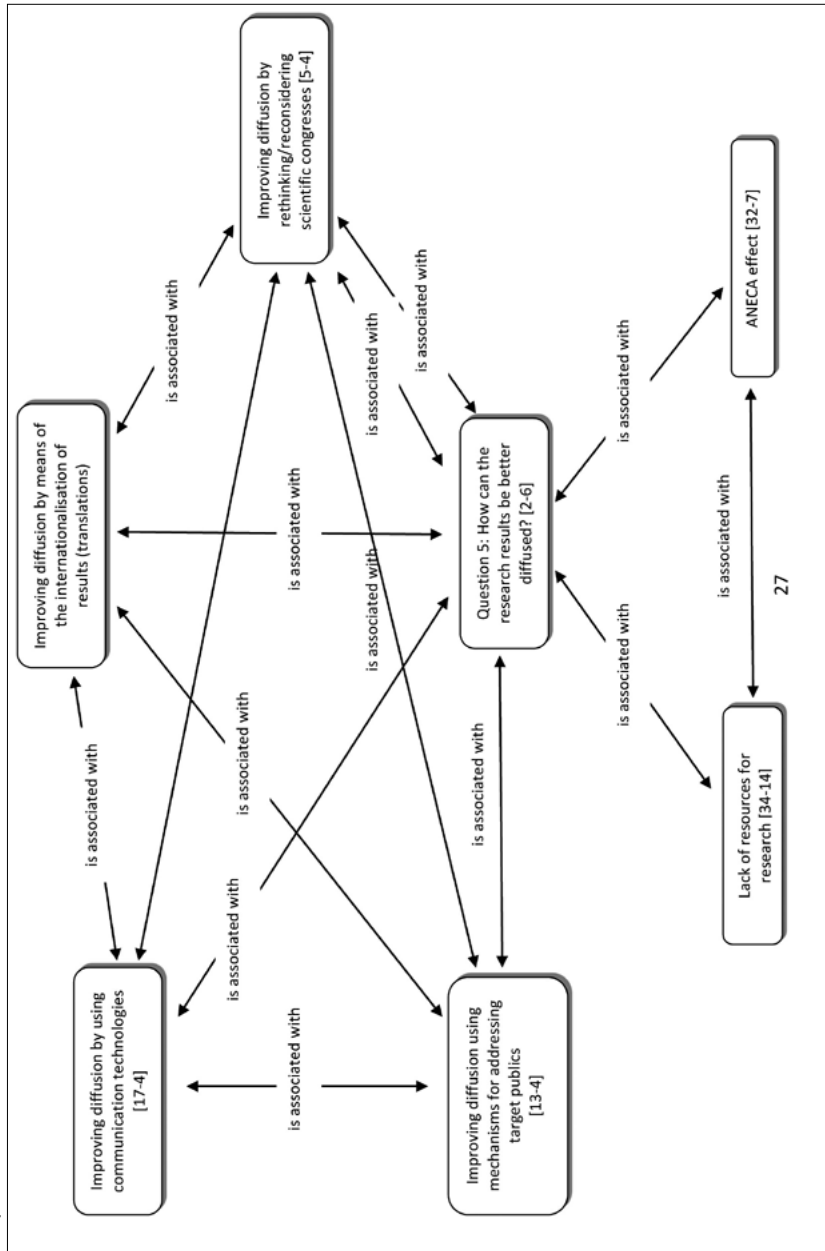 Improving diffusion by means of
the internationalisation of
results (translations)
Improving diffusion by using
communication technologies
[17-4]
Improving diffusion by
rethinking/reconsidering
scientific congresses [5-4]
Improving diffusion using
mechanisms for addressing
target publics
[13-4]
Question 5: How can the
research results be better
diffused? [2-6]
Lack of resources for
research [34-14]
ANECA effect [32-7]
is associated with
is associated with
is associated with
is associated with
is associated with
is associated with
is associated with
is associated with
is associated with
is associated with
is associated with
is associated with
is associated with
is associated with
27